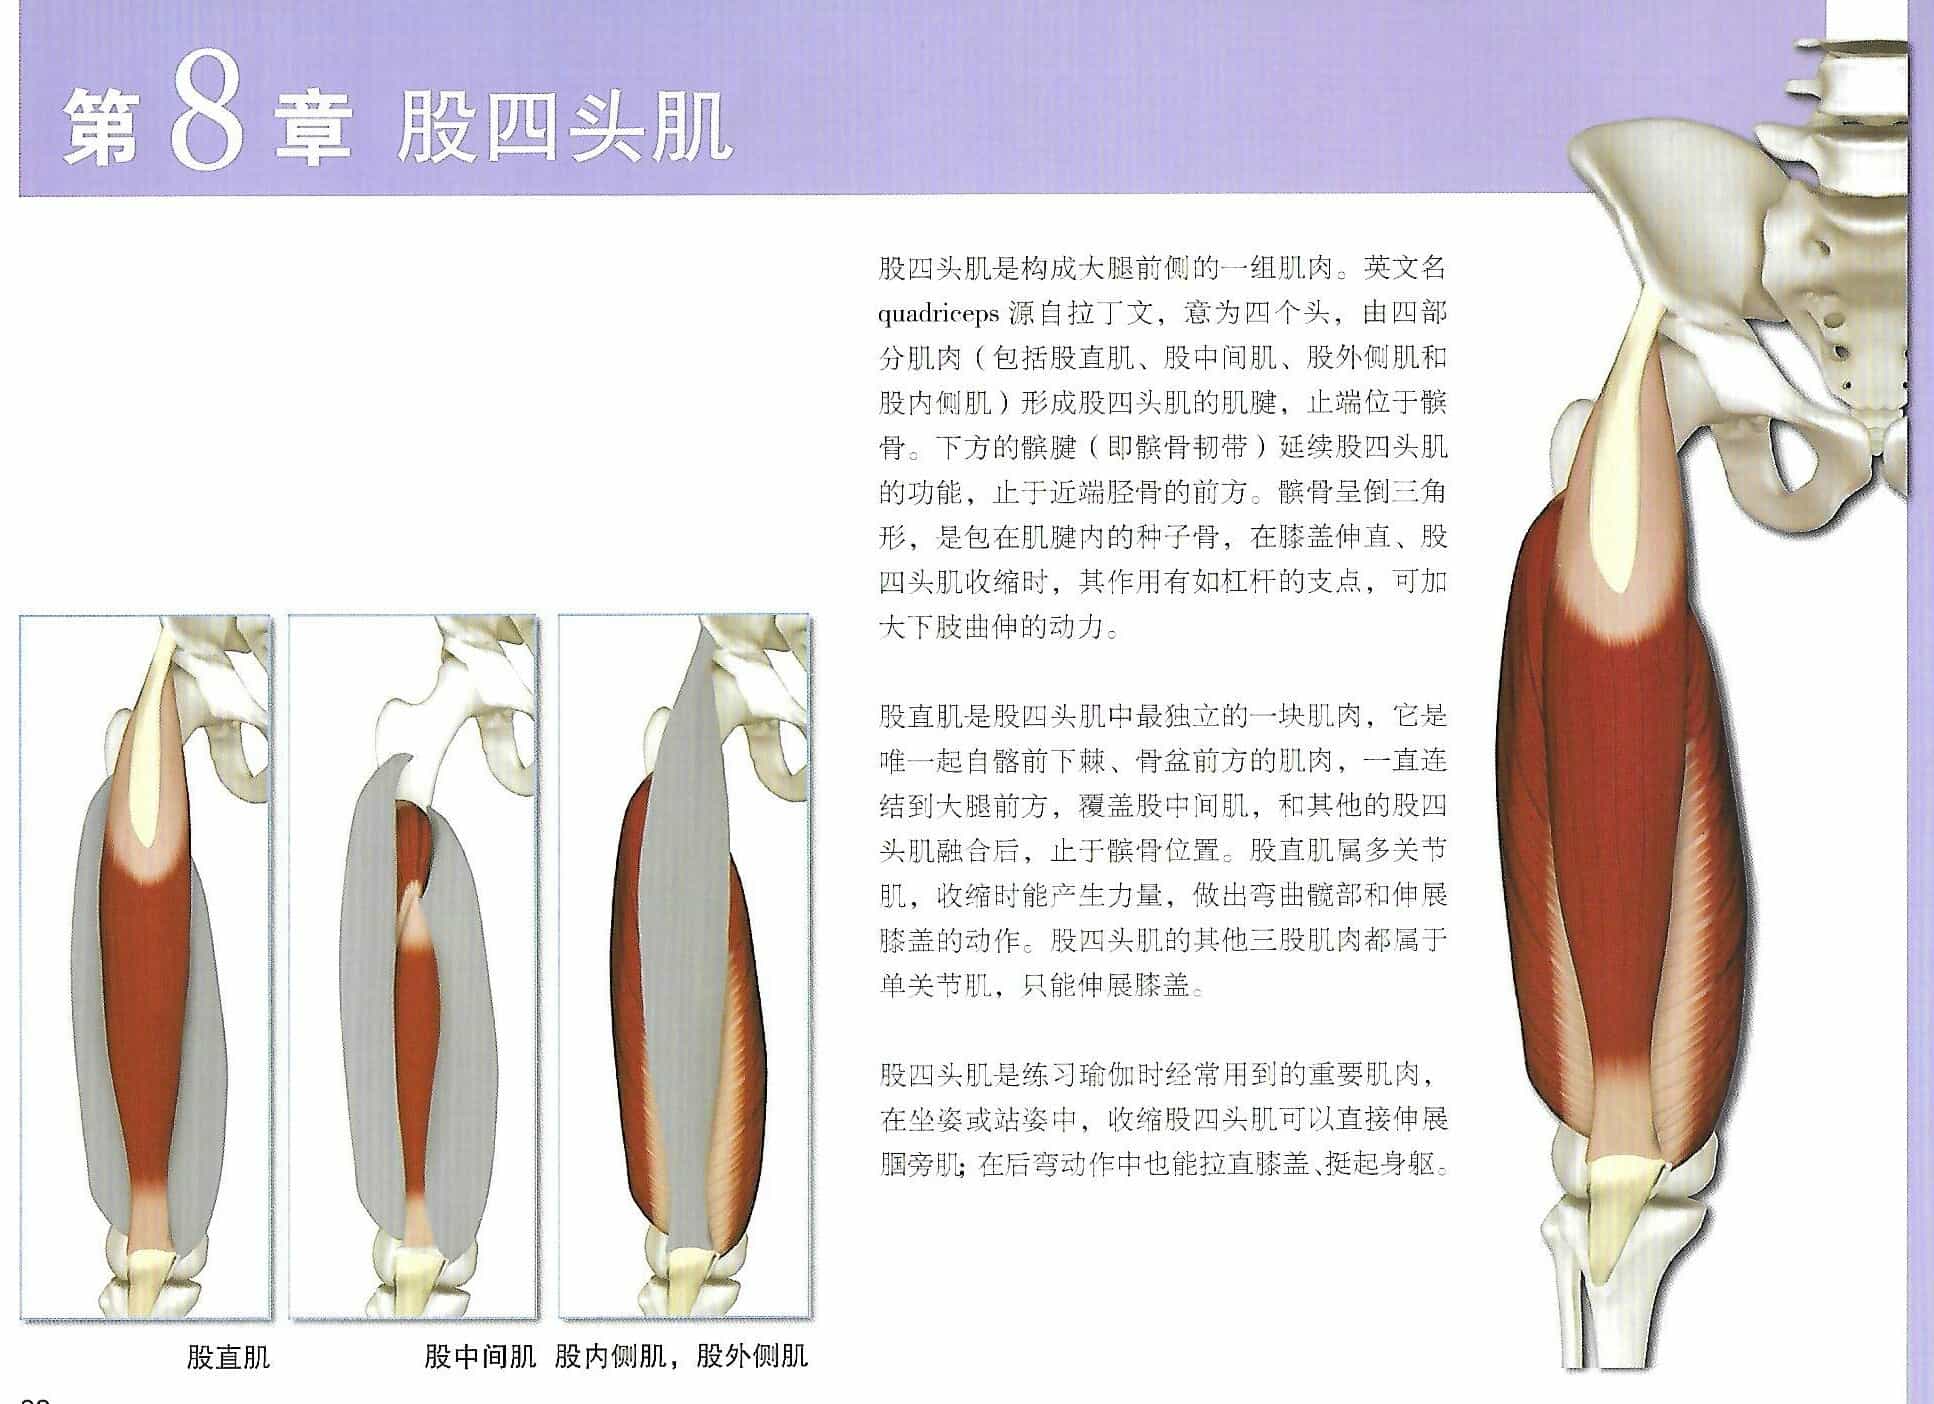 第8章 股四头肌
股四头肌是构成大腿前侧的一组肌肉。英文名
quadriceps 源自拉丁文，意为四个头，由四部
分肌肉（包括股直肌、股中间肌、股外侧肌和
股内侧肌）形成股四头肌的肌腱，止端位于髌
骨。下方的髌腱（即髌骨韧带）延续股四头肌
的功能，止于近端胫骨的前方。髌骨呈倒三角
形，是包在肌腱内的种子骨，在膝盖伸直、股
四头肌收缩时，其作用有如杠杆的支点，可加
大下肢曲伸的动力。
股直肌是股四头肌中最独立的一块肌肉，它是
唯一起自髂前下棘、骨盆前方的肌肉，一直连
结到大腿前方，覆盖股中间肌，和其他的股四
头肌融合后，止于髌骨位置。股直肌属多关节
肌，收缩时能产生力量，做出弯曲髋部和伸展
膝盖的动作。股四头肌的其他三股肌肉都属于
单关节肌，只能伸展膝盖。
股四头肌是练习瑜伽时经常用到的重要肌肉，
在坐姿或站姿中，收缩股四头肌可以直接伸展
腘旁肌；在后弯动作中也能拉直膝盖、挺起身躯。
股直肌
股中间肌
股内侧肌，股外侧肌